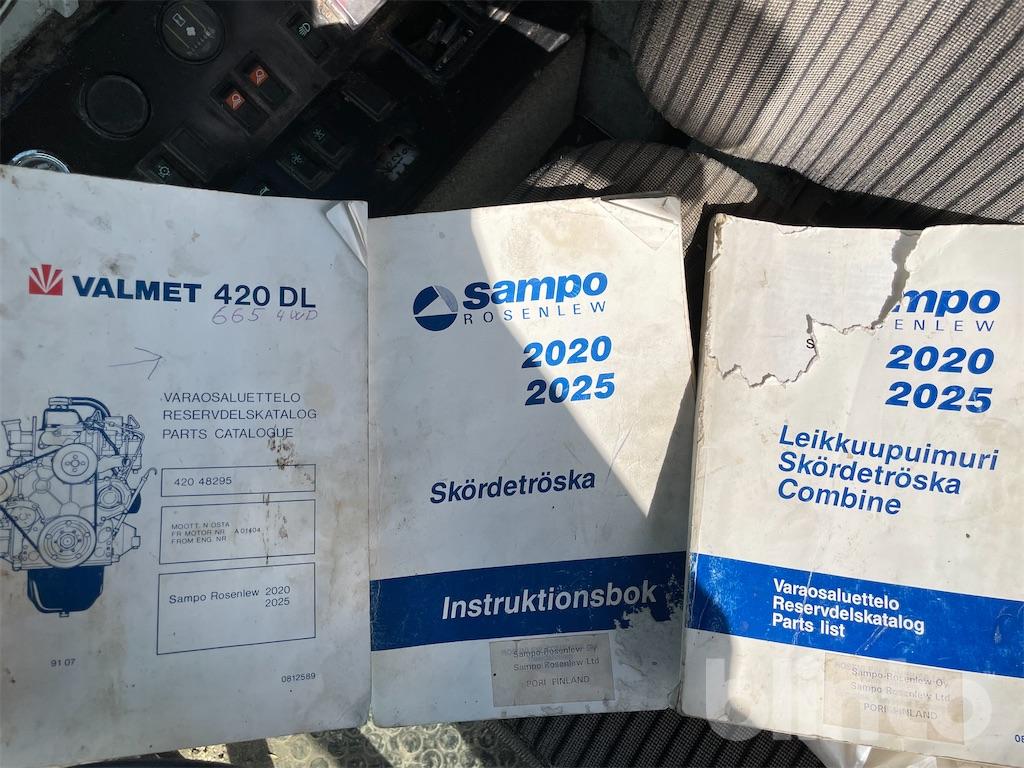 VALMET 420 DL
665 4WD
VARAOSALUETTELO
RESERVDELSKATALOG
PARTS CATALOGUE
420 48295
MOOTT. N:OSTA
FR MOTOR NR A 01404
FROM ENG. NR
Sampo Rosenlew 2020
2025
91 07
0812589
sampo
ROSENLEW
2020
2025
Skördetröska
Instruktionsbok
Sampo-Rosenlew Oy
Sampo Rosenlew Ltd
PORI FINLAND
mpo
ENLEW
2020
2025
Leikkuupuimuri
Skördetröska
Combine
Varaosaluettelo
Reservdelskatalog
Parts list
Sampo-Rosenlew Oy
Sampo Rosenlew Ltd
PORI FINLAND
blinto